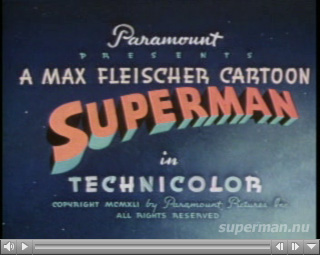 Paramount
PRESENTS
A MAX FLEISCHER CARTOON
SUPERMAN
in
TECHNICOLOR
COPYRIGHT MCMXLI by Paramount Pictures Inc.
ALL RIGHTS RESERVED
superman.nu